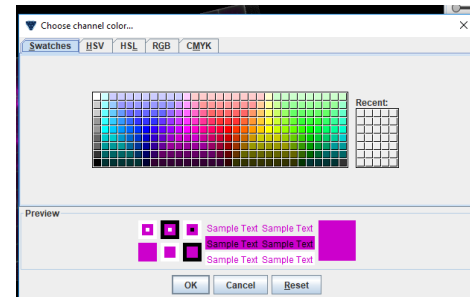 Choose channel color...
Swatches HSV HSL RGB CMYK
Recent:
Preview
Sample Text Sample Text
Sample Text Sample Text
Sample Text Sample Text
OK Cancel Reset